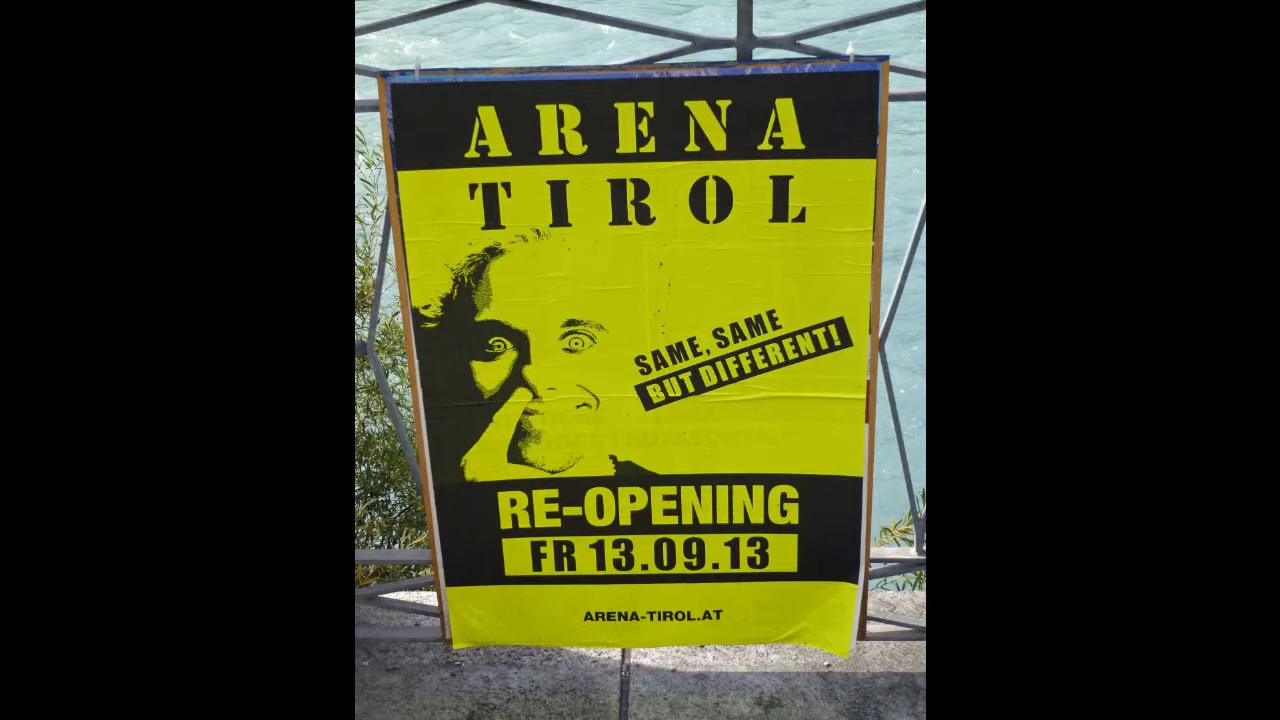 ARENA
TIROL
SAME, SAME
BUT DIFFERENT!
RE-OPENING
FR 13.09.13
ARENA-TIROL.AT